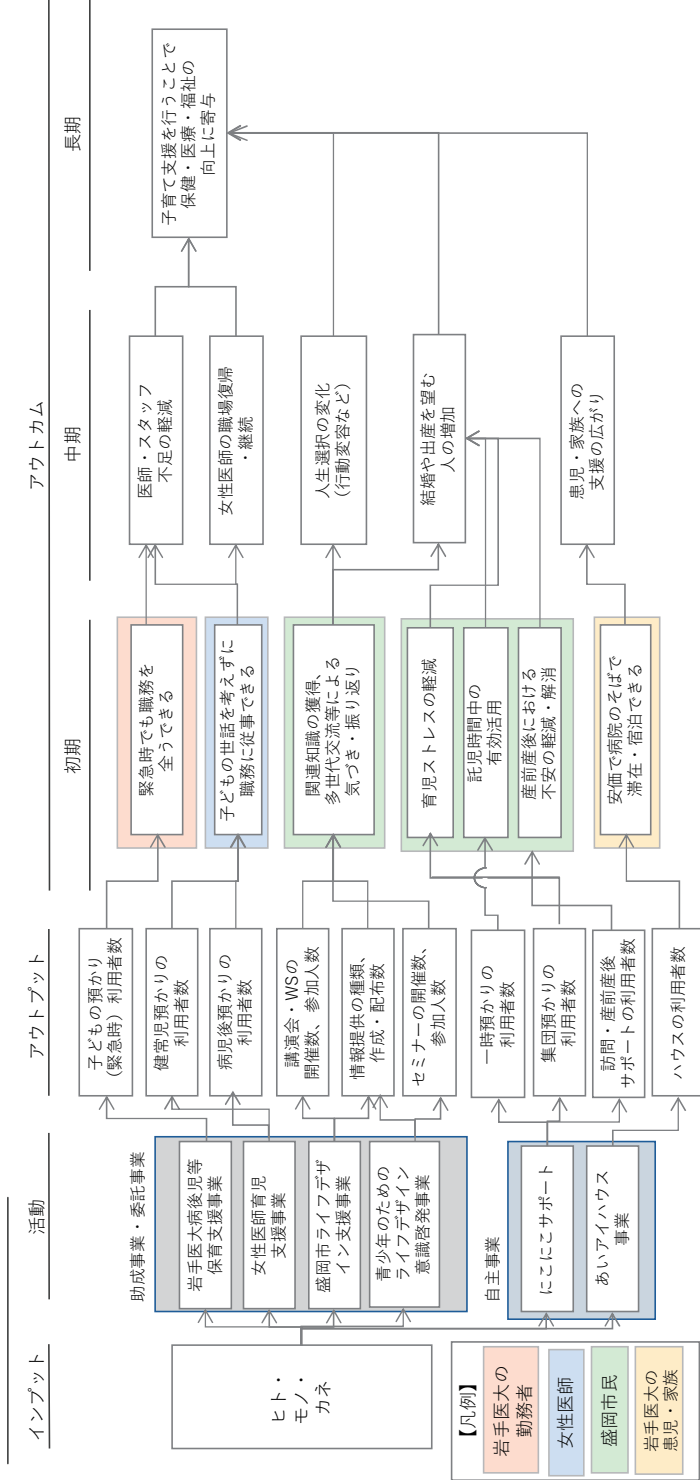 インプット
活動
アウトプット
アウトカム
初期
中期
長期
ヒト・
モノ・
カネ
助成事業・委託事業
岩手医大病後児等
保育支援事業
女性医師育児
支援事業
盛岡市ライフデザ
イン支援事業
青少年のための
ライフデザイン
意識啓発事業
自主事業
にこにこサポート
あいアイハウス
事業
子どもの預かり
(緊急時）利用者数
健常児預かりの
利用者数
病児後預かりの
利用者数
講演会・WSの
開催数、参加人数
情報提供の種類、
作成・配布数
セミナーの開催数、
参加人数
一時預かりの
利用者数
集団預かりの
利用者数
訪問・産前産後
サポートの利用者数
ハウスの利用者数
緊急時でも職務を
全うできる
子どもの世話を考えずに
職務に従事できる
関連知識の獲得、
多世代交流等による
気づき・振り返り
育児ストレスの軽減
託児時間中の
有効活用
産前産後における
不安の軽減・解消
安価で病院のそばで
滞在・宿泊できる
医師・スタッフ
不足の軽減
女性医師の職場復帰
・継続
人生選択の変化
(行動変容など)
結婚や出産を望む
人の増加
患児・家族への
支援の広がり
子育て支援を行うことで
保健・医療・福祉の
向上に寄与
【凡例】
岩手医大の
勤務者
女性医師
盛岡市民
岩手医大の
患児・家族